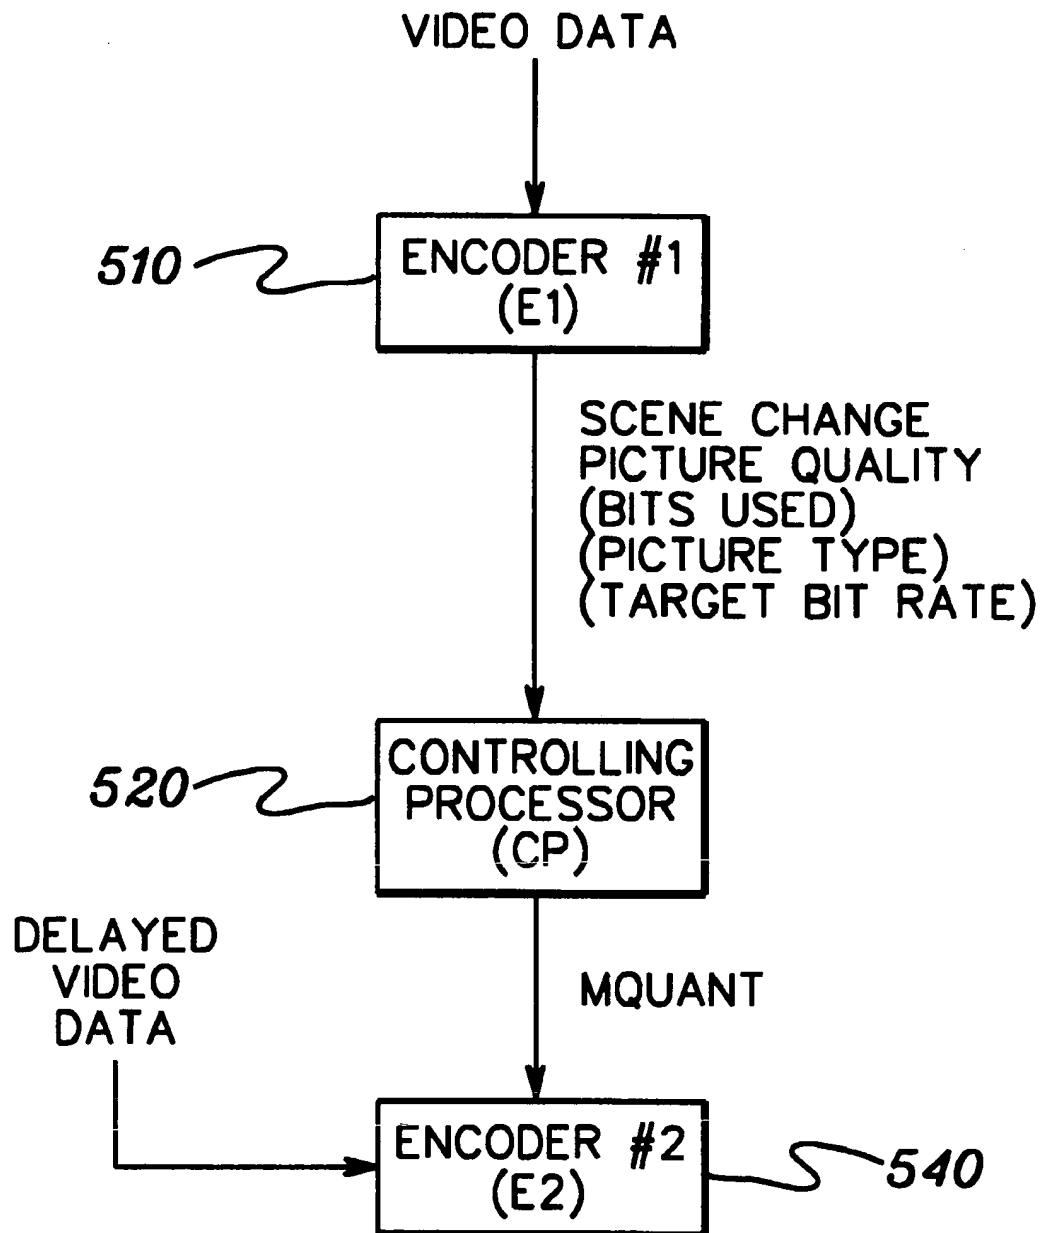 VIDEO DATA
510
ENCODER #1
(E1)
SCENE CHANGE
PICTURE QUALITY
(BITS USED)
(PICTURE TYPE)
(TARGET BIT RATE)
520
CONTROLLING
PROCESSOR
(CP)
DELAYED
VIDEO
DATA
MQUANT
ENCODER #2
(E2)
540